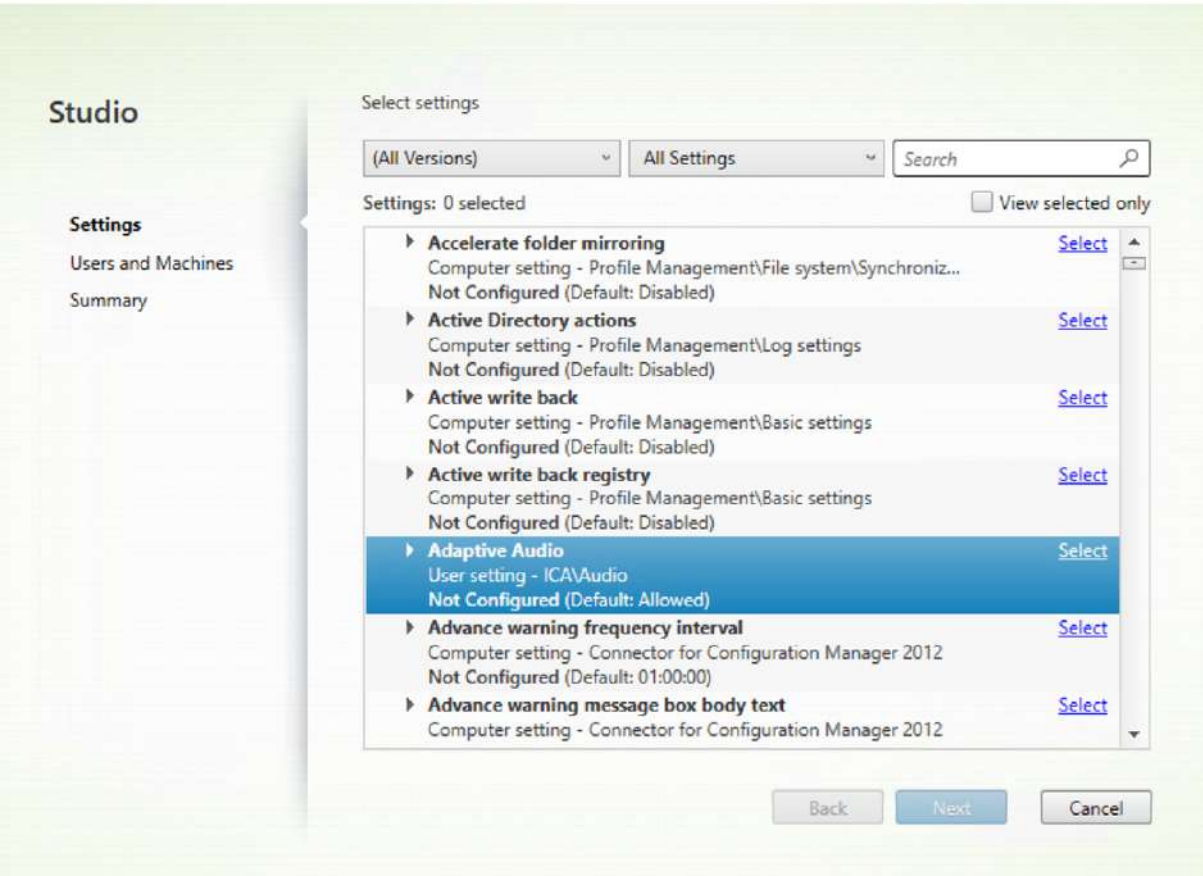 Studio
Settings
Users and Machines
Summary
Select settings
(All Versions)
All Settings
Search
Settings: 0 selected
View selected only
Accelerate folder mirroring
Select
Computer setting - Profile Management\File system\Synchroniz...
Not Configured (Default: Disabled)
Active Directory actions
Select
Computer setting - Profile Management\Log settings
Not Configured (Default: Disabled)
Active write back
Select
Computer setting - Profile Management\Basic settings
Not Configured (Default: Disabled)
Active write back registry
Select
Computer setting - Profile Management\Basic settings
Not Configured (Default: Disabled)
Adaptive Audio
Select
User setting - ICA\Audio
Not Configured (Default: Allowed)
Advance warning frequency interval
Select
Computer setting - Connector for Configuration Manager 2012
Not Configured (Default: 01:00:00)
Advance warning message box body text
Select
Computer setting - Connector for Configuration Manager 2012
Back
Next
Cancel